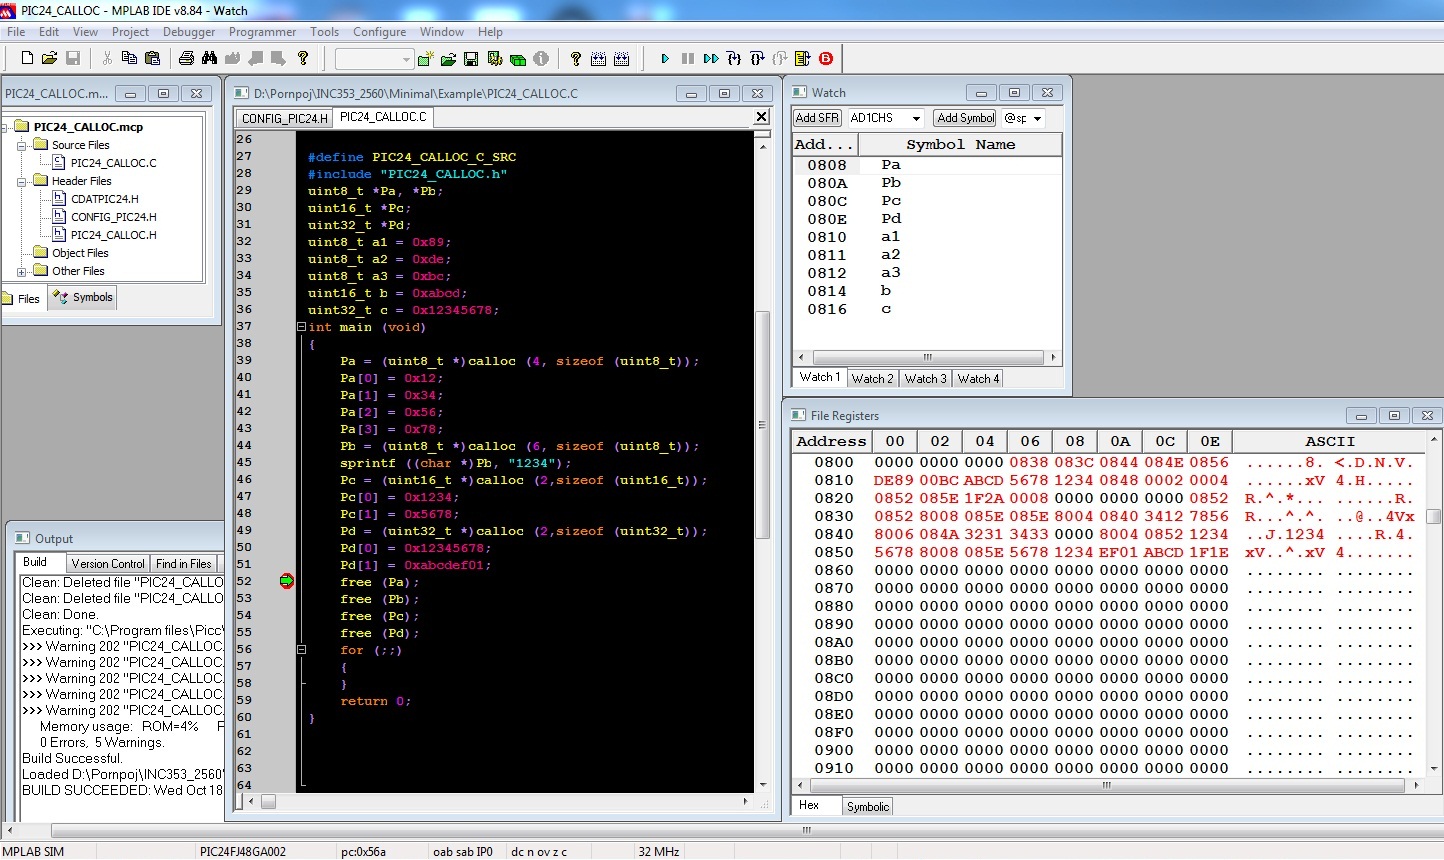 PIC24_CALLOC - MPLAB IDE v8.84 - Watch
File Edit View Project Debugger Programmer Tools Configure Window Help
PIC24_CALLOC.m...
PIC24_CALLOC.mcp
Source Files
PIC24_CALLOC.C
Header Files
CDATPIC24.H
CONFIG_PIC24.H
PIC24_CALLOC.H
Object Files
Other Files
Files Symbols
D:\Pornpoj\INC353_2560\Minimal\Example\PIC24_CALLOC.C
CONFIG_PIC24.H PIC24_CALLOC.C
26
27 #define PIC24_CALLOC_C_SRC
28 #include "PIC24_CALLOC.h"
29 uint8_t *Pa, *Pb;
30 uint16_t *Pc;
31 uint32_t *Pd;
32 uint8_t a1 = 0x89;
33 uint8_t a2 = 0xde;
34 uint8_t a3 = 0xbc;
35 uint16_t b = 0xabcd;
36 uint32_t c = 0x12345678;
37 int main (void)
38 {
39 Pa = (uint8_t *)calloc (4, sizeof (uint8_t));
40 Pa[0] = 0x12;
41 Pa[1] = 0x34;
42 Pa[2] = 0x56;
43 Pa[3] = 0x78;
44 Pb = (uint8_t *)calloc (6, sizeof (uint8_t));
45 sprintf ((char *)Pb, "1234");
46 Pc = (uint16_t *)calloc (2,sizeof (uint16_t));
47 Pc[0] = 0x1234;
48 Pc[1] = 0x5678;
49 Pd = (uint32_t *)calloc (2,sizeof (uint32_t));
50 Pd[0] = 0x12345678;
51 Pd[1] = 0xabcdef01;
52 free (Pa);
53 free (Pb);
54 free (Pc);
55 free (Pd);
56 for (;;)
57 {
58 }
59 return 0;
60 }
61
62
63
64
Watch
Add SFR AD1CHS Add Symbol @sp
Add... Symbol Name
0808 Pa
080A Pb
080C Pc
080E Pd
0810 a1
0811 a2
0812 a3
0814 b
0816 c
Watch 1 Watch 2 Watch 3 Watch 4
File Registers
Address 00 02 04 06 08 0A 0C 0E ASCII
0800 0000 0000 0000 0838 083C 0844 084E 0856 ......8. <.D.N.V.
0810 DE89 00BC ABCD 5678 1234 0848 0002 0004 ......xV 4.H.....
0820 0852 085E 1F2A 0008 0000 0000 0000 0852 R.^.*... ......R.
0830 0852 8008 085E 085E 8004 0840 3412 7856 R...^.^. ..@..4Vx
0840 8006 084A 3231 3433 0000 8004 0852 1234 ..J.1234 ....R.4.
0850 5678 8008 085E 5678 1234 EF01 ABCD 1F1E xV..^.xV 4.......
0860 0000 0000 0000 0000 0000 0000 0000 0000 ........ ........
0870 0000 0000 0000 0000 0000 0000 0000 0000 ........ ........
0880 0000 0000 0000 0000 0000 0000 0000 0000 ........ ........
0890 0000 0000 0000 0000 0000 0000 0000 0000 ........ ........
08A0 0000 0000 0000 0000 0000 0000 0000 0000 ........ ........
08B0 0000 0000 0000 0000 0000 0000 0000 0000 ........ ........
08C0 0000 0000 0000 0000 0000 0000 0000 0000 ........ ........
08D0 0000 0000 0000 0000 0000 0000 0000 0000 ........ ........
08E0 0000 0000 0000 0000 0000 0000 0000 0000 ........ ........
08F0 0000 0000 0000 0000 0000 0000 0000 0000 ........ ........
0900 0000 0000 0000 0000 0000 0000 0000 0000 ........ ........
0910 0000 0000 0000 0000 0000 0000 0000 0000 ........ ........
Hex Symbolic
Output
Build Version Control Find in Files
Clean: Deleted file "PIC24_CALLO
Clean: Deleted file "PIC24_CALLO
Clean: Done.
Executing: "C:\Program files\Picc\
>>> Warning 202 "PIC24_CALLOC.
>>> Warning 202 "PIC24_CALLOC.
>>> Warning 202 "PIC24_CALLOC.
>>> Warning 202 "PIC24_CALLOC.
>>> Warning 202 "PIC24_CALLOC.
Memory usage: ROM=4%
0 Errors, 5 Warnings.
Build Successful.
Loaded D:\Pornpoj\INC353_2560\
BUILD SUCCEEDED: Wed Oct 18
MPLAB SIM PIC24FJ48GA002 pc:0x56a oab sab IP0 dc n ov z c 32 MHz